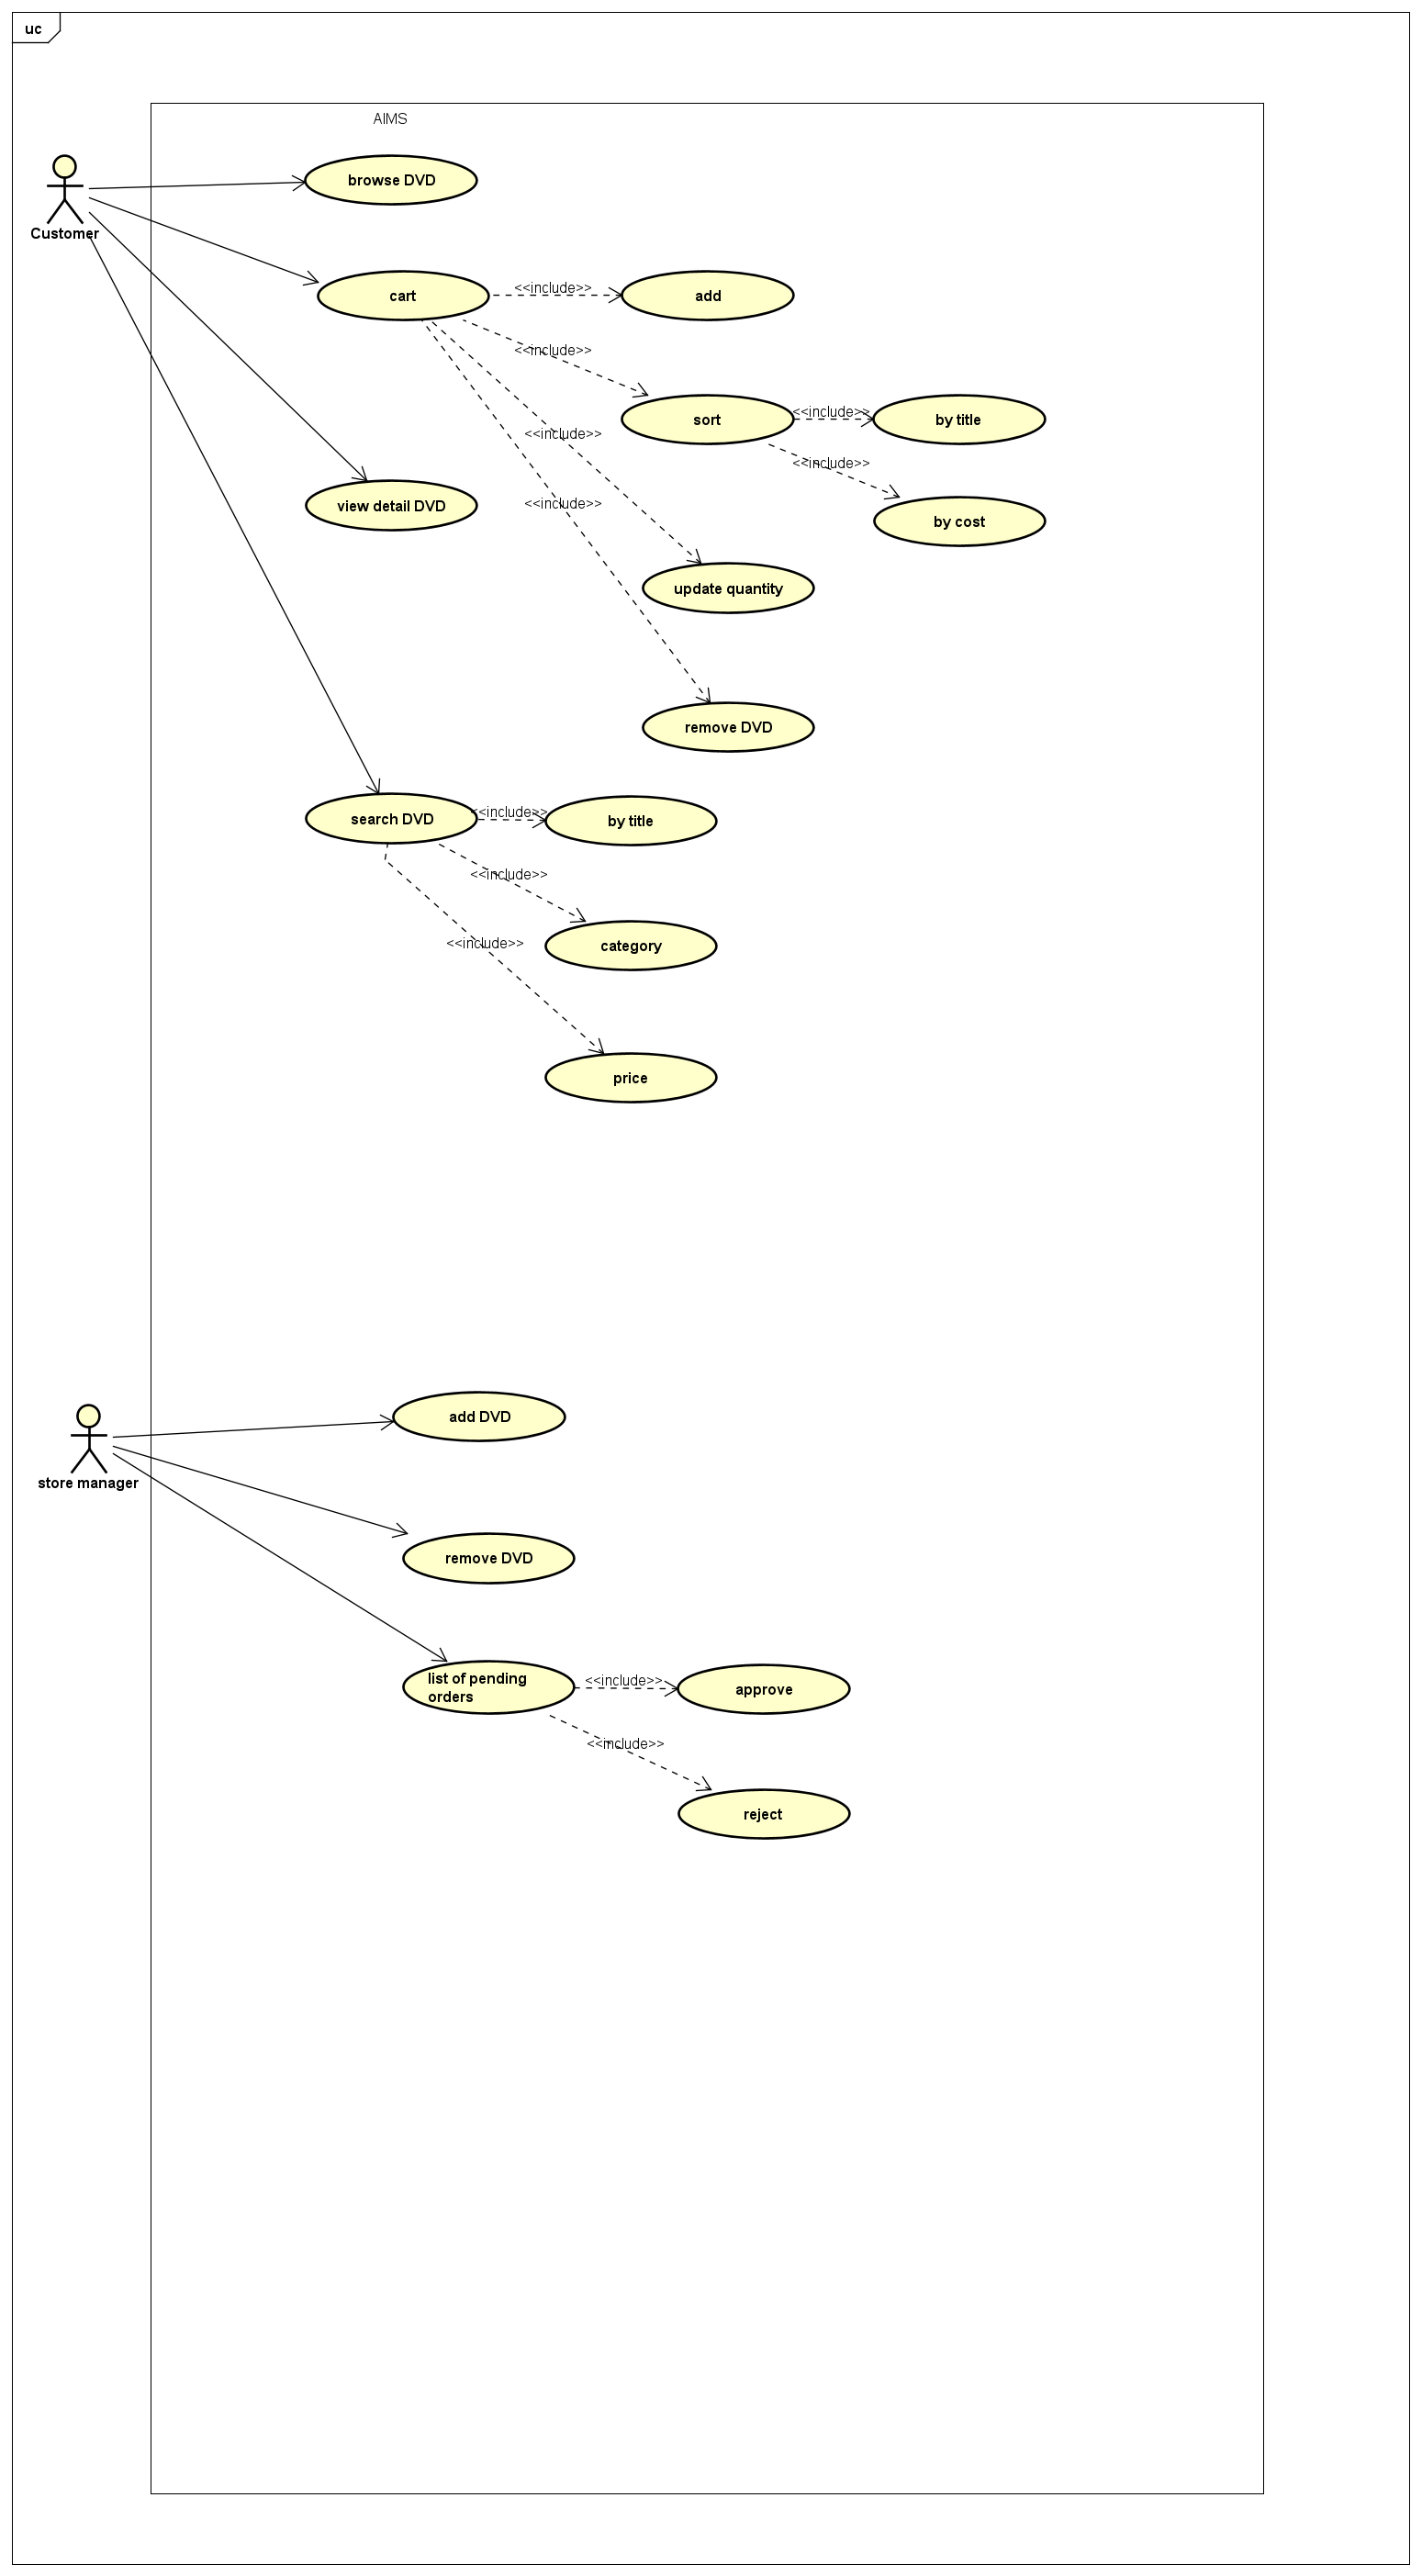 uc
AIMS
browse DVD
Customer
cart
<<include>>
add
<<include>>
sort
<<include>>
by title
<<include>>
<<include>>
by cost
<<include>>
view detail DVD
update quantity
remove DVD
search DVD
<<include>>
by title
<<include>>
category
<<include>>
price
add DVD
store manager
remove DVD
list of pending
orders
<<include>>
approve
<<include>>
reject